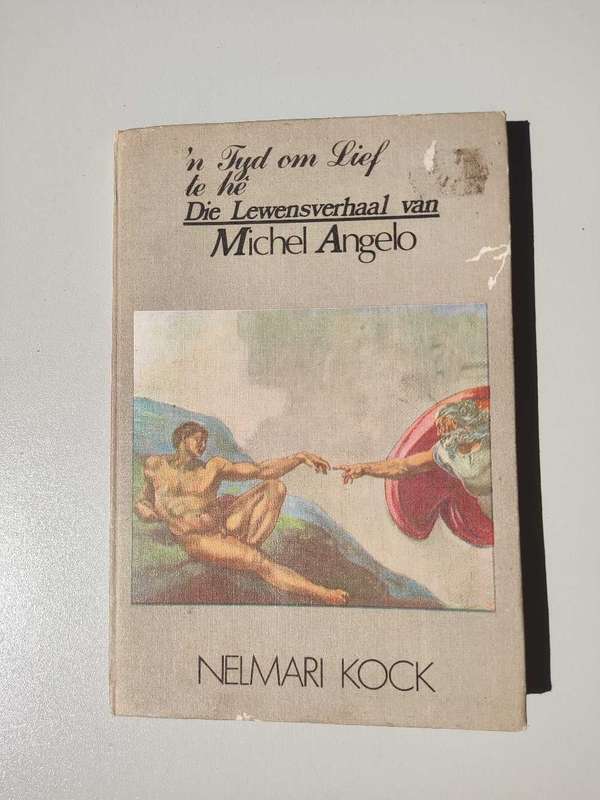 'n Tyd om Lief
te hê
Die Lewensverhaal van
Michel Angelo
NELMARI KOCK